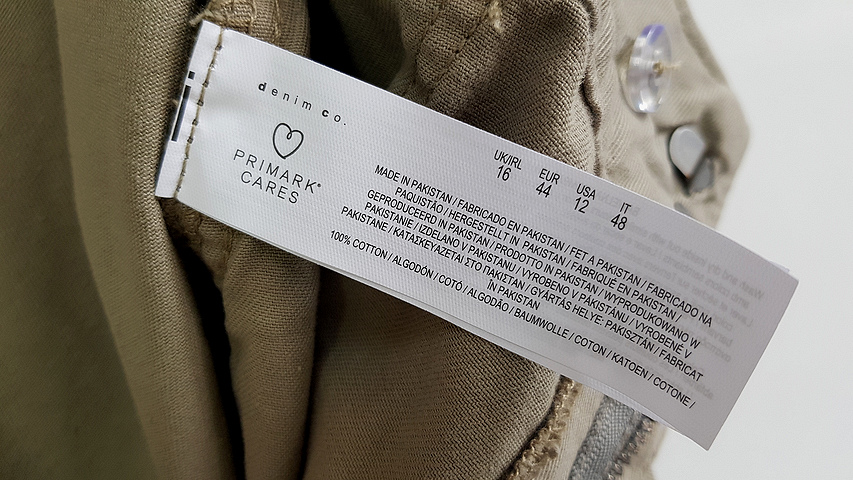 denim co.
PRIMARK®
CARES
UK/IRL EUR USA IT
16 44 12 48
MADE IN PAKISTAN / FABRICADO EN PAKISTAN / FET A PAKISTAN / FABRICADO NA
PAQUISTÃO / HERGESTELLT IN PAKISTAN / FABRIQUÉ EN PAKISTAN /
GEPRODUCEERD IN PAKISTAN / PRODOTTO IN PAKISTAN / WYPRODUKOWANO W
PAKISTANIE / IZDELANO V PAKISTANU / VYROBENO V PÁKISTÁNU / VYROBENÉ V
PAKISTANE / ΚΑΤΑΣΚΕΥΑΖΕΤΑΙ ΣΤΟ ΠΑΚΙΣΤΑΝ / GYÁRTÁS HELYE: PAKISZTÁN / FABRICAT
ÎN PAKISTAN
100% COTTON / ALGODÓN / COTÓ / ALGODÃO / BAUMWOLLE / COTON / KATOEN / COTONE /